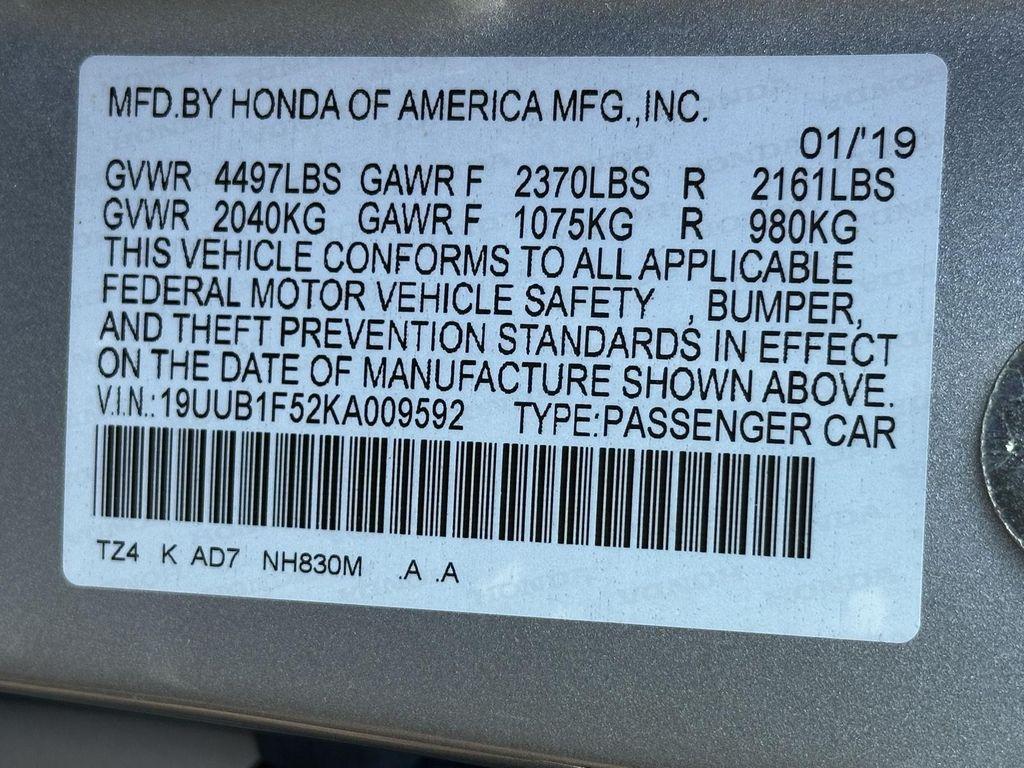 MFD.BY HONDA OF AMERICA MFG.,INC.
01/'19
GVWR 4497LBS GAWR F 2370LBS R 2161LBS
GVWR 2040KG GAWR F 1075KG R 980KG
THIS VEHICLE CONFORMS TO ALL APPLICABLE
FEDERAL MOTOR VEHICLE SAFETY , BUMPER,
AND THEFT PREVENTION STANDARDS IN EFFECT
ON THE DATE OF MANUFACTURE SHOWN ABOVE.
V.I.N.:19UUB1F52KA009592 TYPE:PASSENGER CAR
TZ4 K AD7 NH830M .A .A